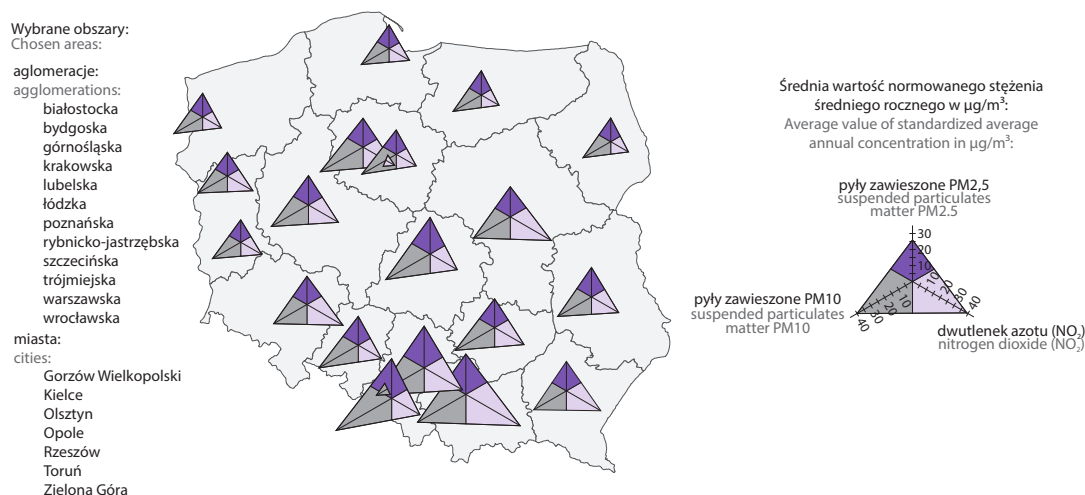 Wybrane obszary:
Chosen areas:
aglomeracje:
agglomerations:
białostocka
bydgoska
górnośląska
krakowska
lubelska
łódzka
poznańska
rybnicko-jastrzębska
szczecińska
trójmiejska
warszawska
wrocławska
miasta:
cities:
Gorzów Wielkopolski
Kielce
Olsztyn
Opole
Rzeszów
Toruń
Zielona Góra
Średnia wartość normowanego stężenia
średniego rocznego w µg/m³:
Average value of standardized average
annual concentration in µg/m³:
pyły zawieszone PM2,5
suspended particulates
matter PM2.5
30
20
10
10
20
30
40
10
20
30
40
pyły zawieszone PM10
suspended particulates
matter PM10
dwutlenek azotu (NO₂)
nitrogen dioxide (NO₂)